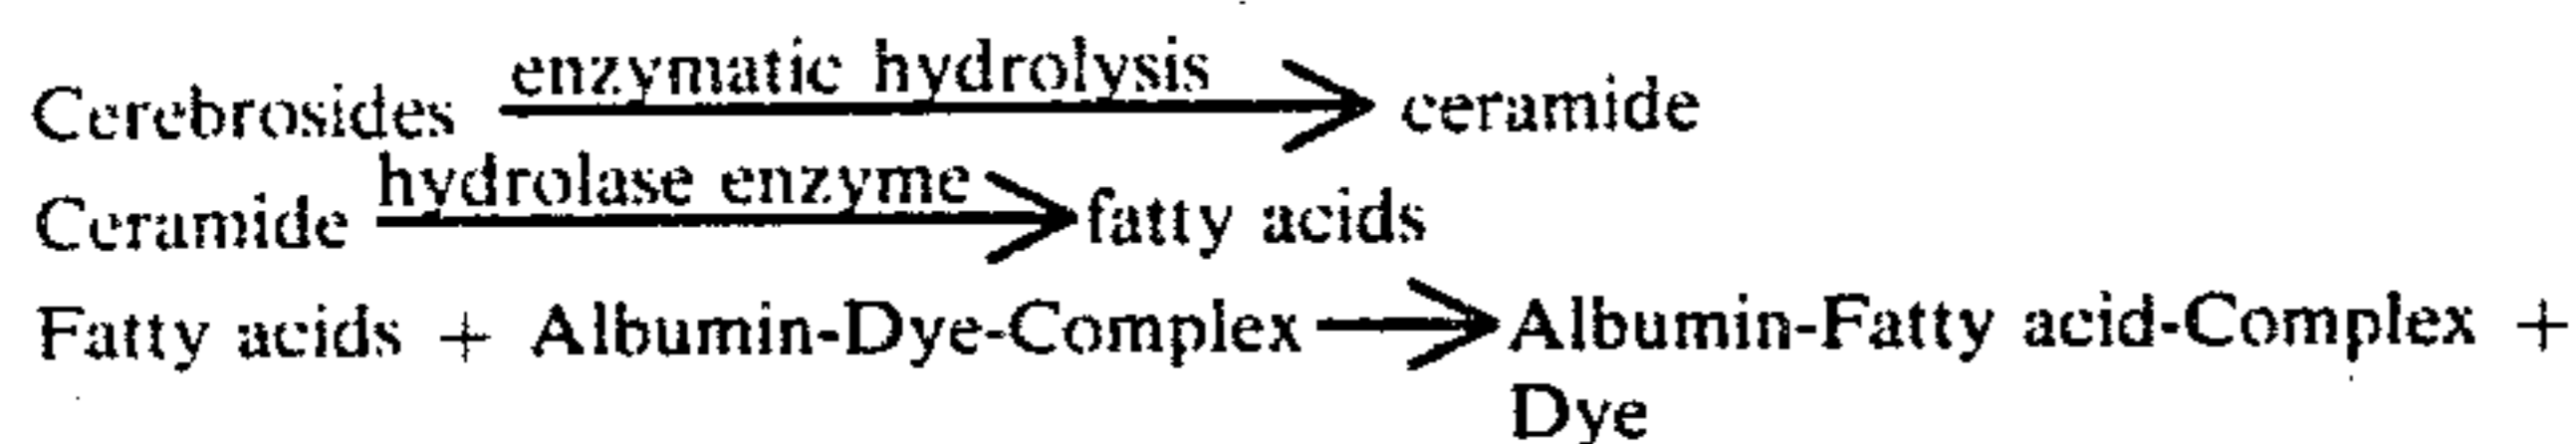 Cerebrosides enzymatic hydrolysis ceramide
Ceramide hydrolase enzyme fatty acids
Fatty acids + Albumin-Dye-Complex Albumin-Fatty acid-Complex +
Dye